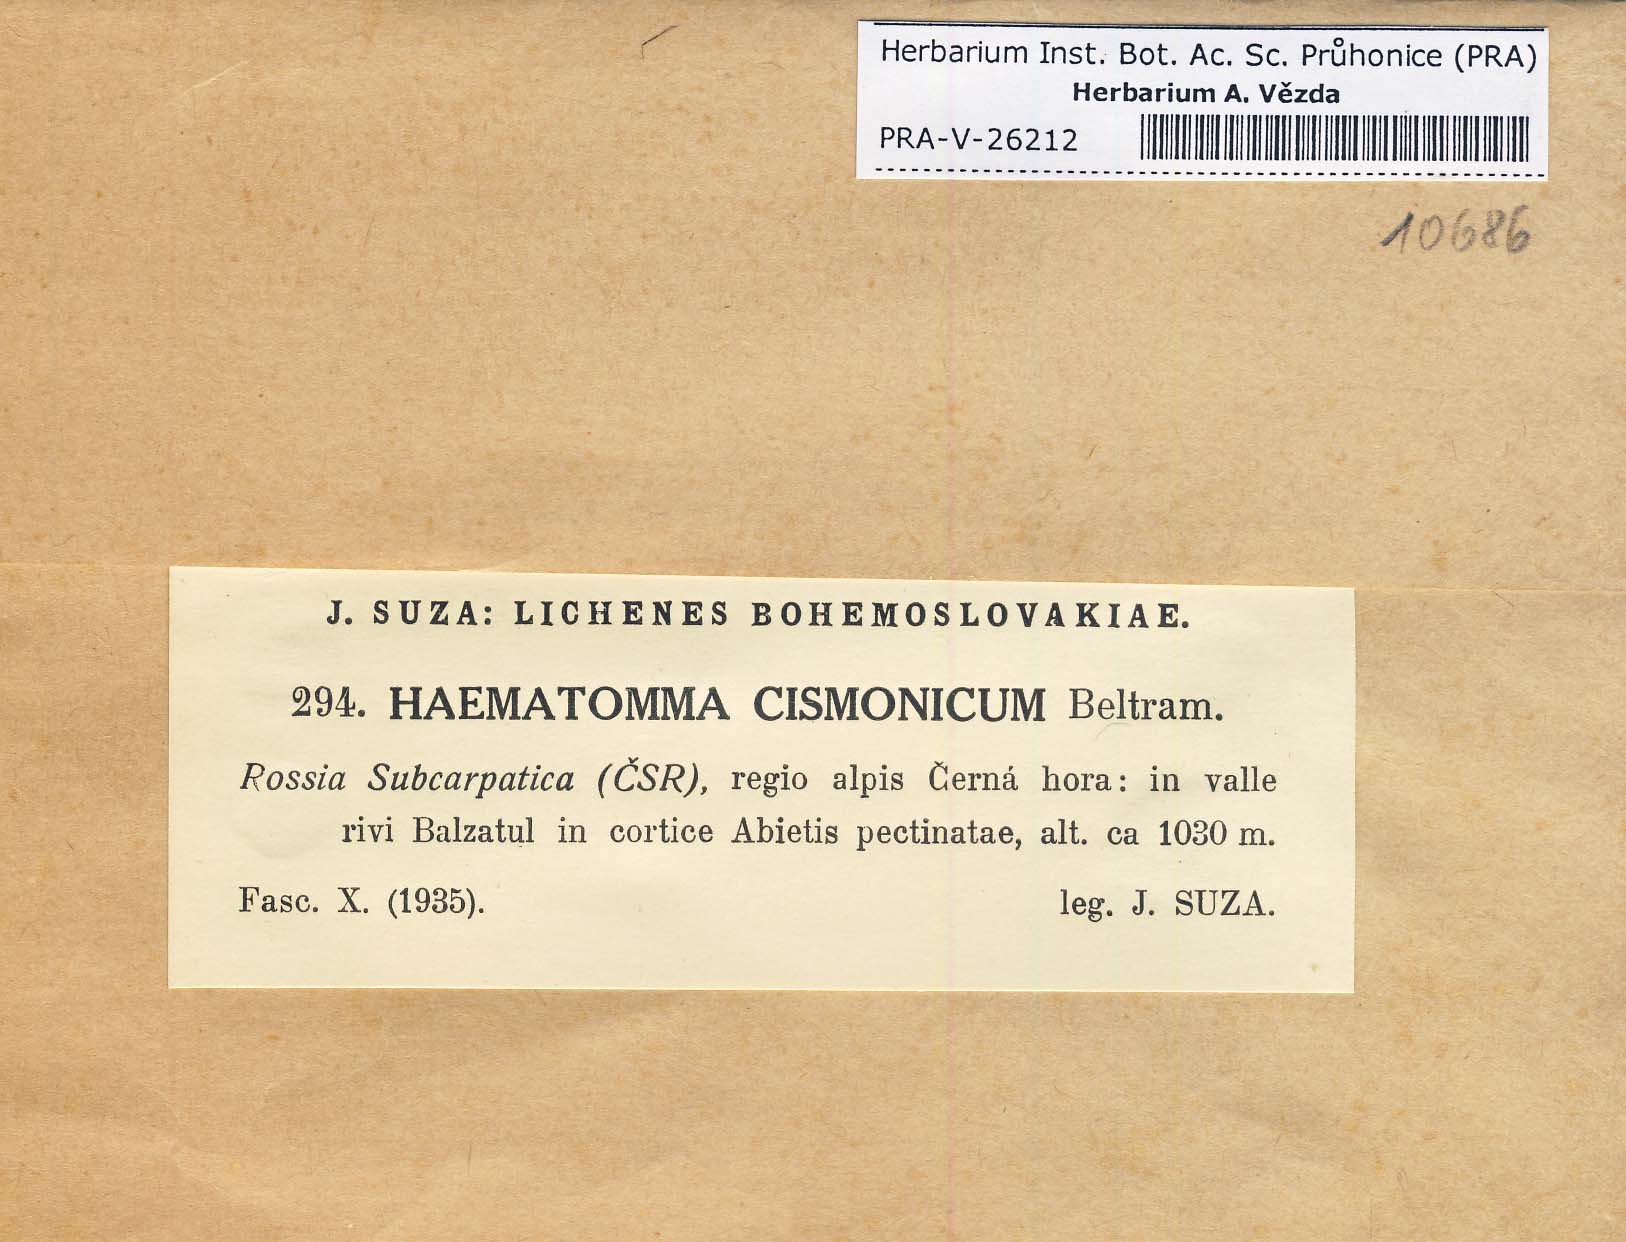 Herbarium Inst. Bot. Ac. Sc. Průhonice (PRA)
Herbarium A. Vězda
PRA-V-26212
10686
J. SUZA: LICHENES BOHEMOSLOVAKIAE.
294. HAEMATOMMA CISMONICUM Beltram.
Rossia Subcarpatica (ČSR), regio alpis Černá hora: in valle
rivi Balzatul in cortice Abietis pectinatae, alt. ca 1030 m.
Fasc. X. (1935). leg. J. SUZA.